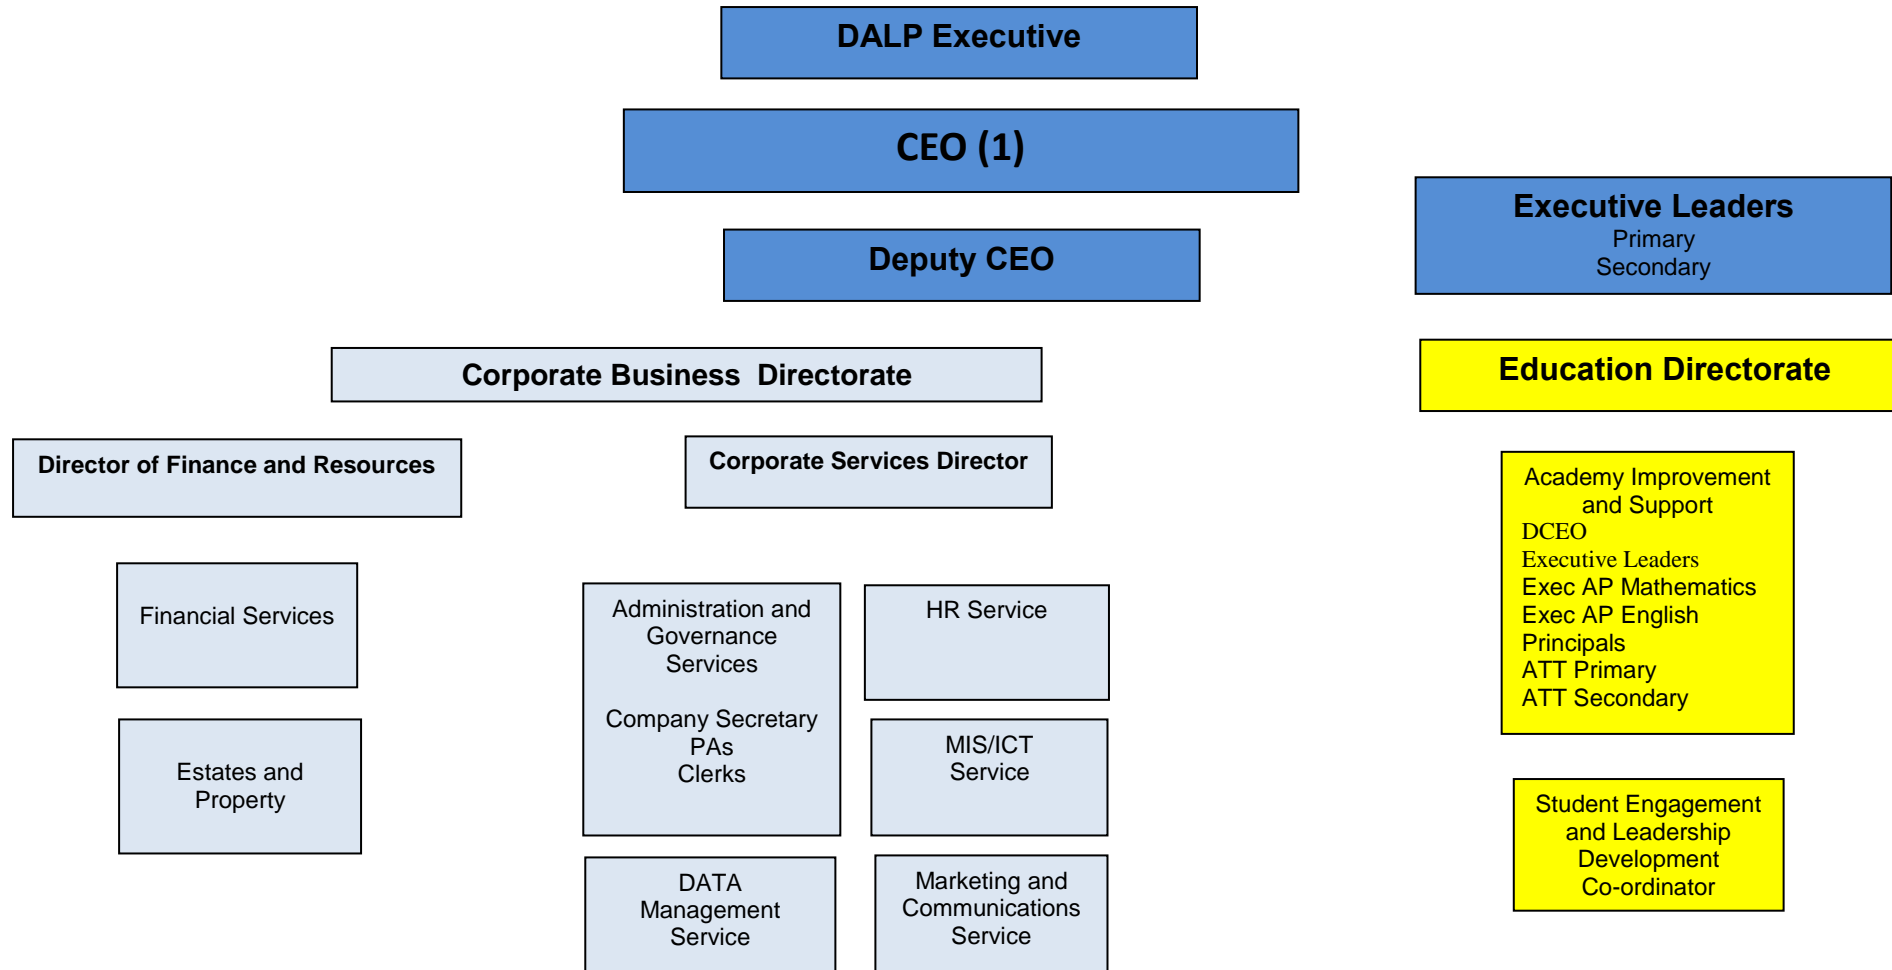 DALP Executive
CEO (1)
Deputy CEO
Executive Leaders
Primary
Secondary
Corporate Business  Directorate
Education Directorate
Director of Finance and Resources
Corporate Services Director
Financial Services
Estates and
Property
Administration and
Governance
Services
Company Secretary
PAs
Clerks
HR Service
MIS/ICT
Service
DATA
Management
Service
Marketing and
Communications
Service
Academy Improvement
and Support
DCEO
Executive Leaders
Exec AP Mathematics
Exec AP English
Principals
ATT Primary
ATT Secondary
Student Engagement
and Leadership
Development
Co-ordinator